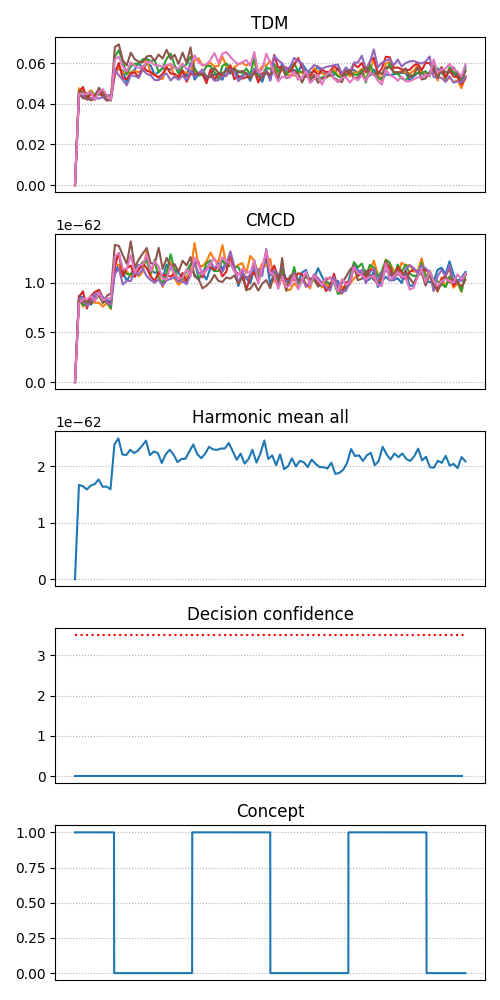 TDM
0.06
0.04
0.02
0.00
CMCD
1e−62
1.0
0.5
0.0
Harmonic mean all
1e−62
2
1
0
Decision confidence
3
2
1
0
Concept
1.00
0.75
0.50
0.25
0.00